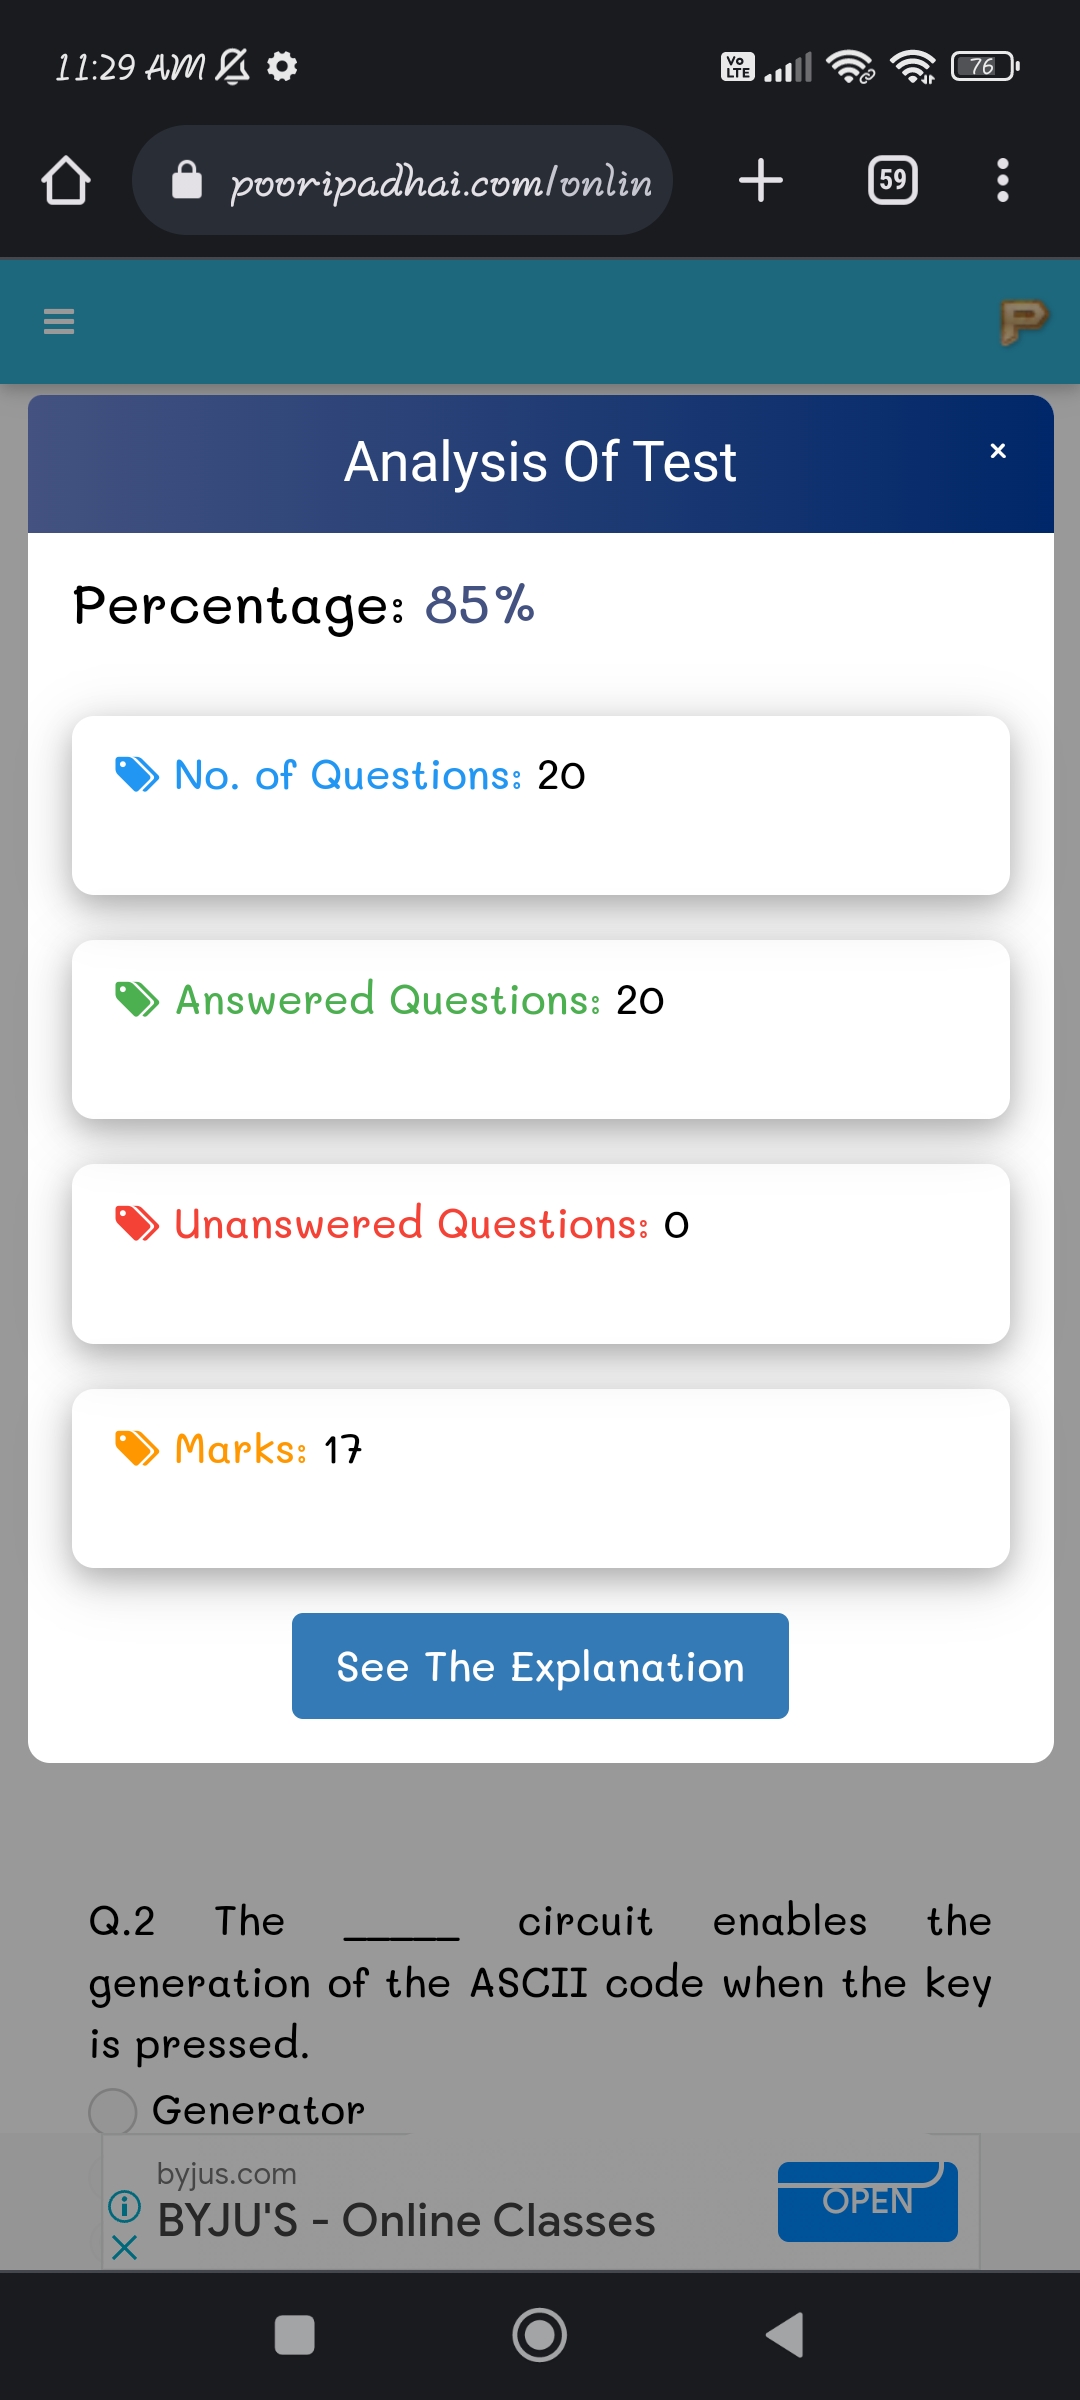 11:29 AM
Vo LTE
76
pooripadhai.com/onlin
59
P
Analysis Of Test
×
Percentage: 85%
No. of Questions: 20
Answered Questions: 20
Unanswered Questions: 0
Marks: 17
See The Explanation
Q.2 The _____ circuit enables the
generation of the ASCII code when the key
is pressed.
Generator
byjus.com
BYJU'S - Online Classes
OPEN